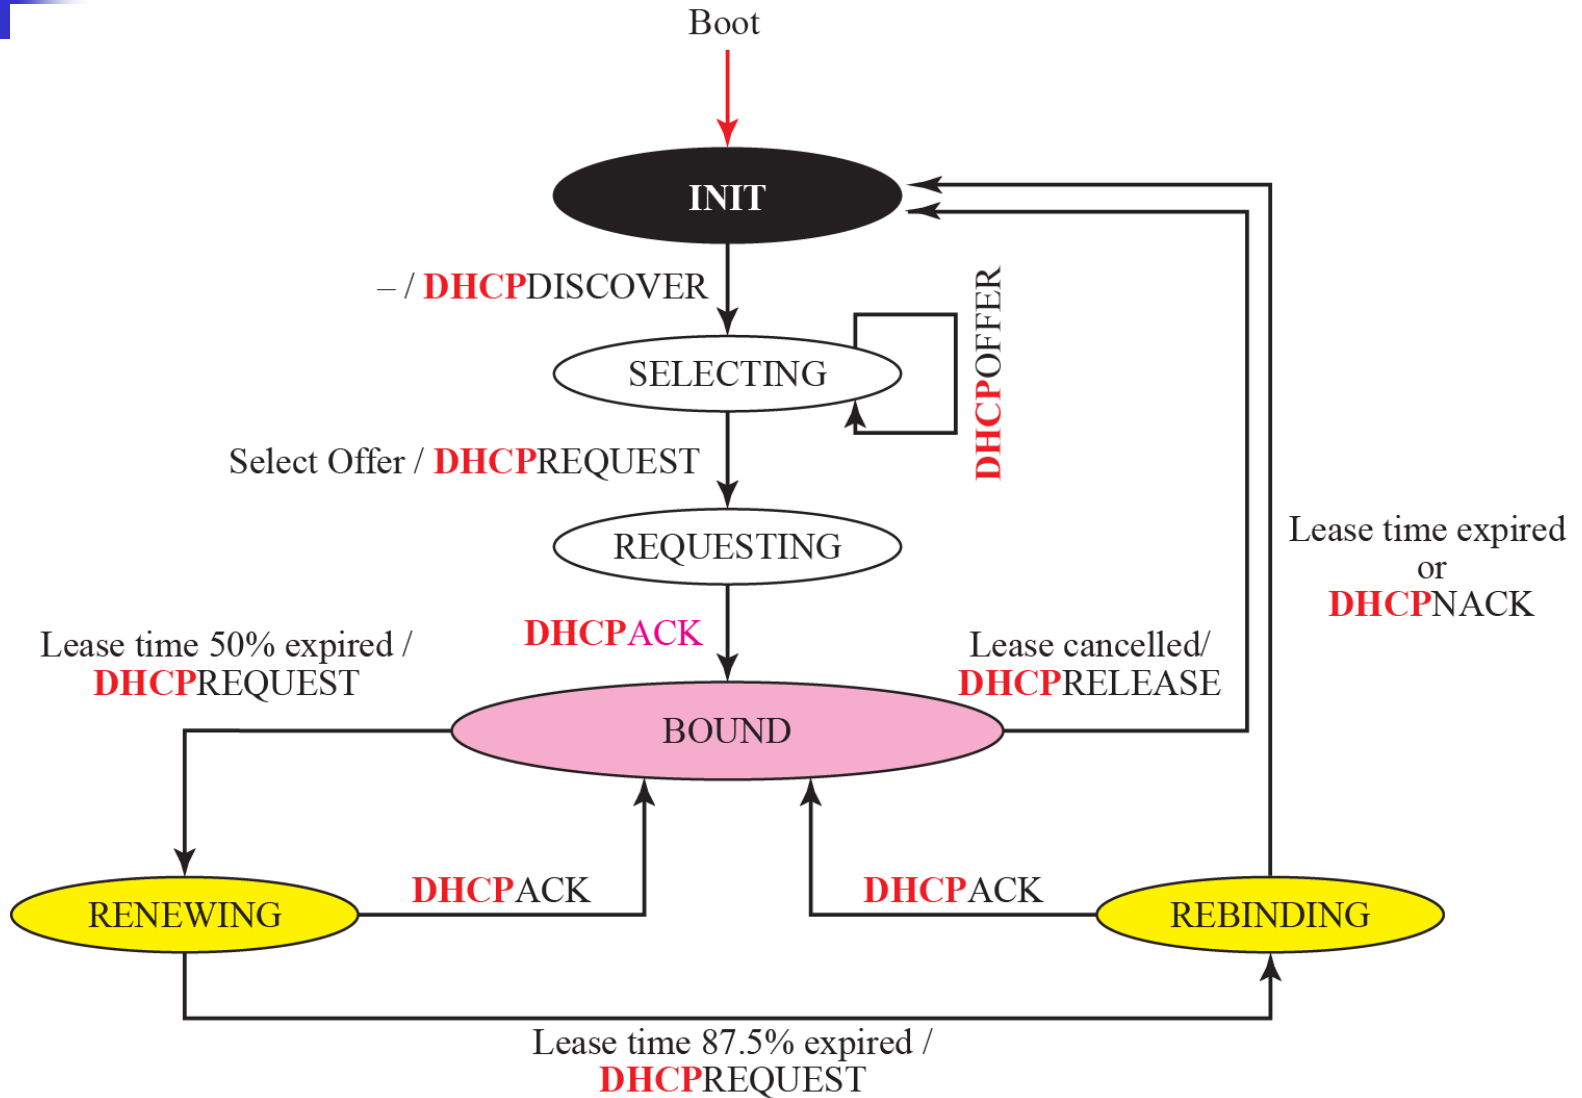 Boot
INIT
– / DHCPDISCOVER
SELECTING
DHCPOFFER
Select Offer / DHCPREQUEST
REQUESTING
Lease time expired
or
DHCPNACK
DHCPACK
Lease time 50% expired /
DHCPREQUEST
Lease cancelled/
DHCPRELEASE
BOUND
DHCPACK
DHCPACK
RENEWING
REBINDING
Lease time 87.5% expired /
DHCPREQUEST